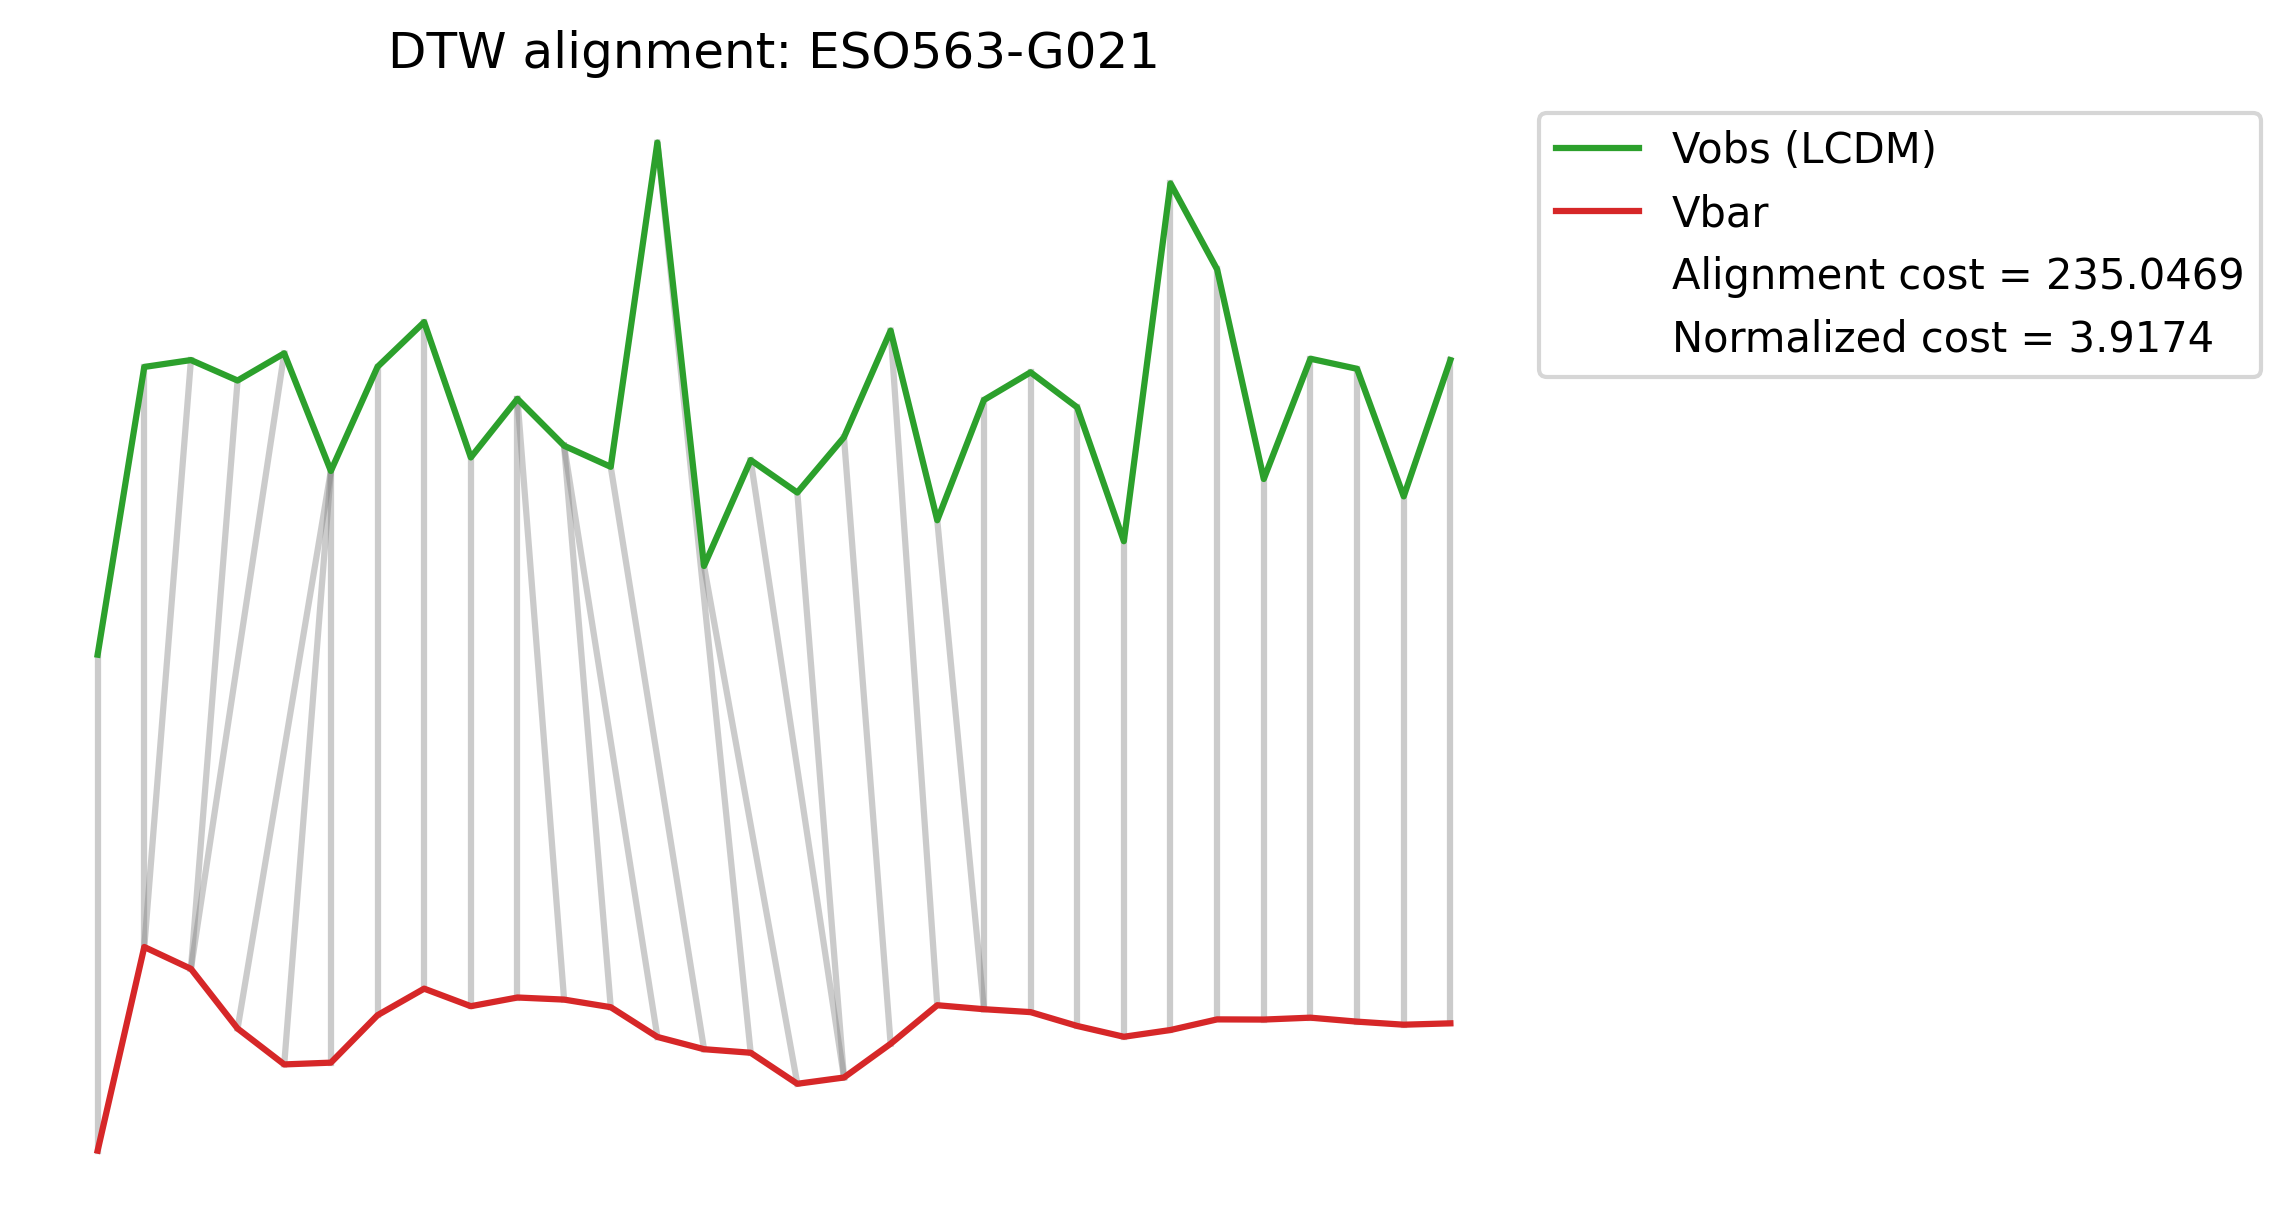 DTW alignment: ESO563-G021
Vobs (LCDM)
Vbar
Alignment cost = 235.0469
Normalized cost = 3.9174